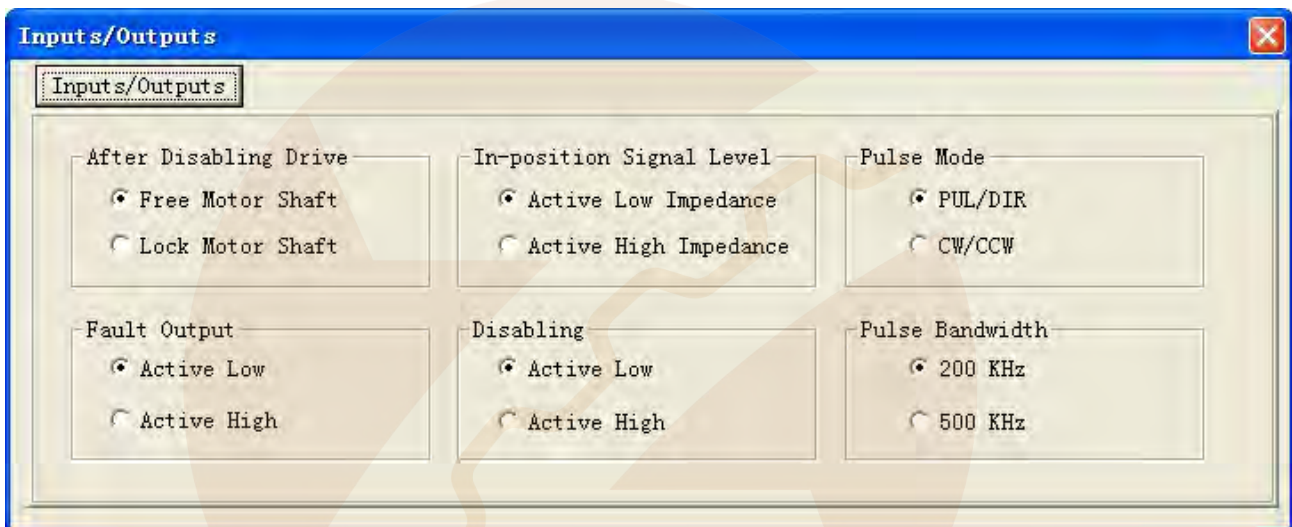 Inputs/Outputs
Inputs/Outputs
After Disabling Drive
Free Motor Shaft
Lock Motor Shaft
In-position Signal Level
Active Low Impedance
Active High Impedance
Pulse Mode
PUL/DIR
CW/CCW
Fault Output
Active Low
Active High
Disabling
Active Low
Active High
Pulse Bandwidth
200 KHz
500 KHz